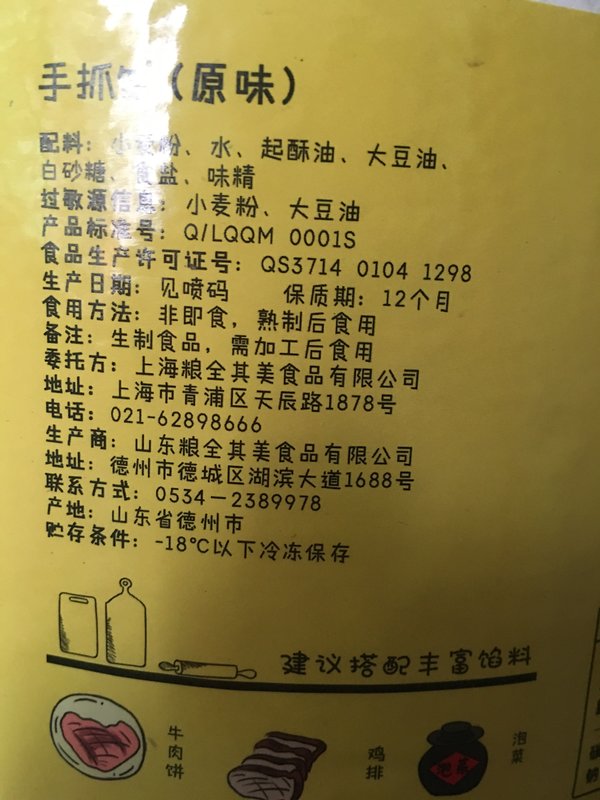 手抓饼（原味）
配料：小麦粉、水、起酥油、大豆油、
白砂糖、食盐、味精
过敏源信息：小麦粉、大豆油
产品标准号：Q/LQQM 0001S
食品生产许可证号：QS3714 0104 1298
生产日期：见喷码 保质期：12个月
食用方法：非即食，熟制后食用
备注：生制食品，需加工后食用
委托方：上海粮全其美食品有限公司
地址：上海市青浦区天辰路1878号
电话：021-62898666
生产商：山东粮全其美食品有限公司
地址：德州市德城区湖滨大道1688号
联系方式：0534－2389978
产地：山东省德州市
贮存条件：-18℃以下冷冻保存
建议搭配丰富馅料
牛肉饼
鸡排
泡菜
泡菜